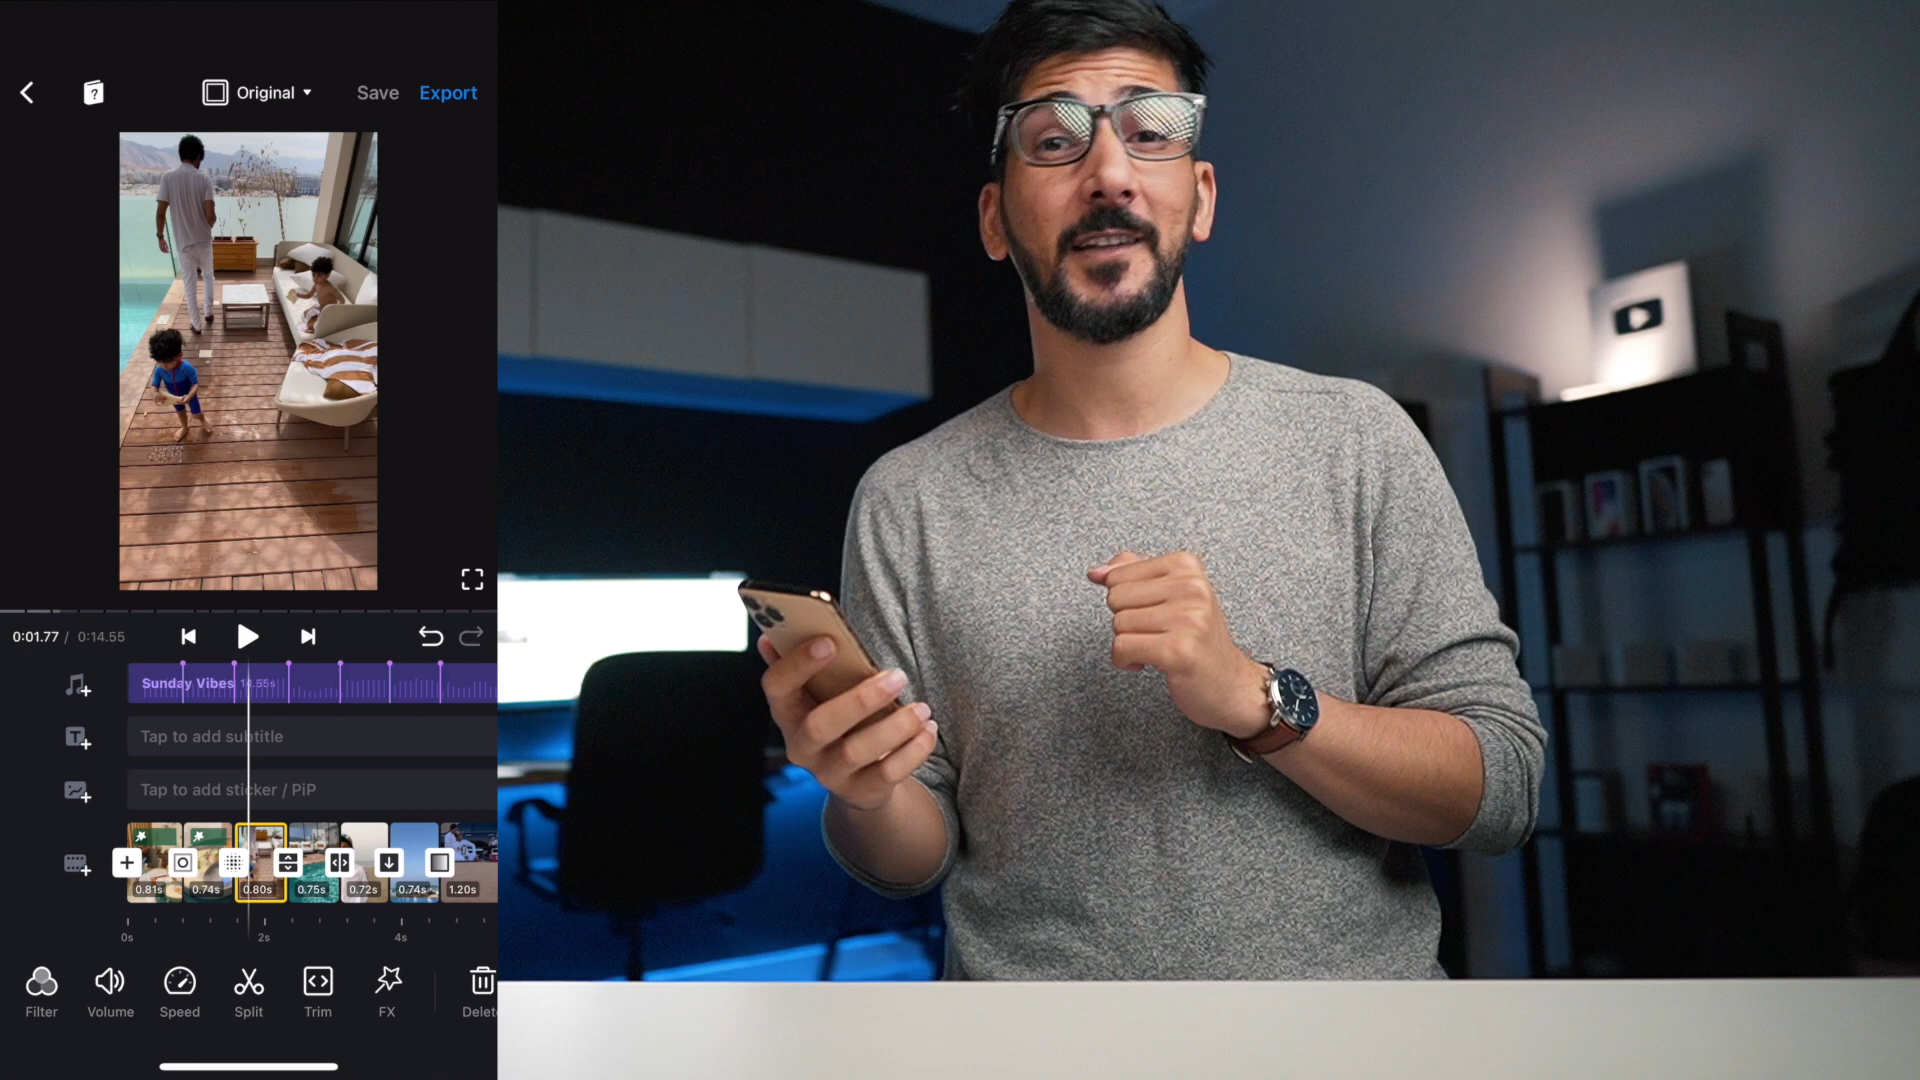 Original
Save
Export
0:01.77 / 0:14.55
Sunday Vibes 14.55s
Tap to add subtitle
Tap to add sticker / PiP
0.81s
0.74s
0.80s
0.75s
0.72s
0.74s
1.20s
0s
2s
4s
Filter
Volume
Speed
Split
Trim
FX
Delet